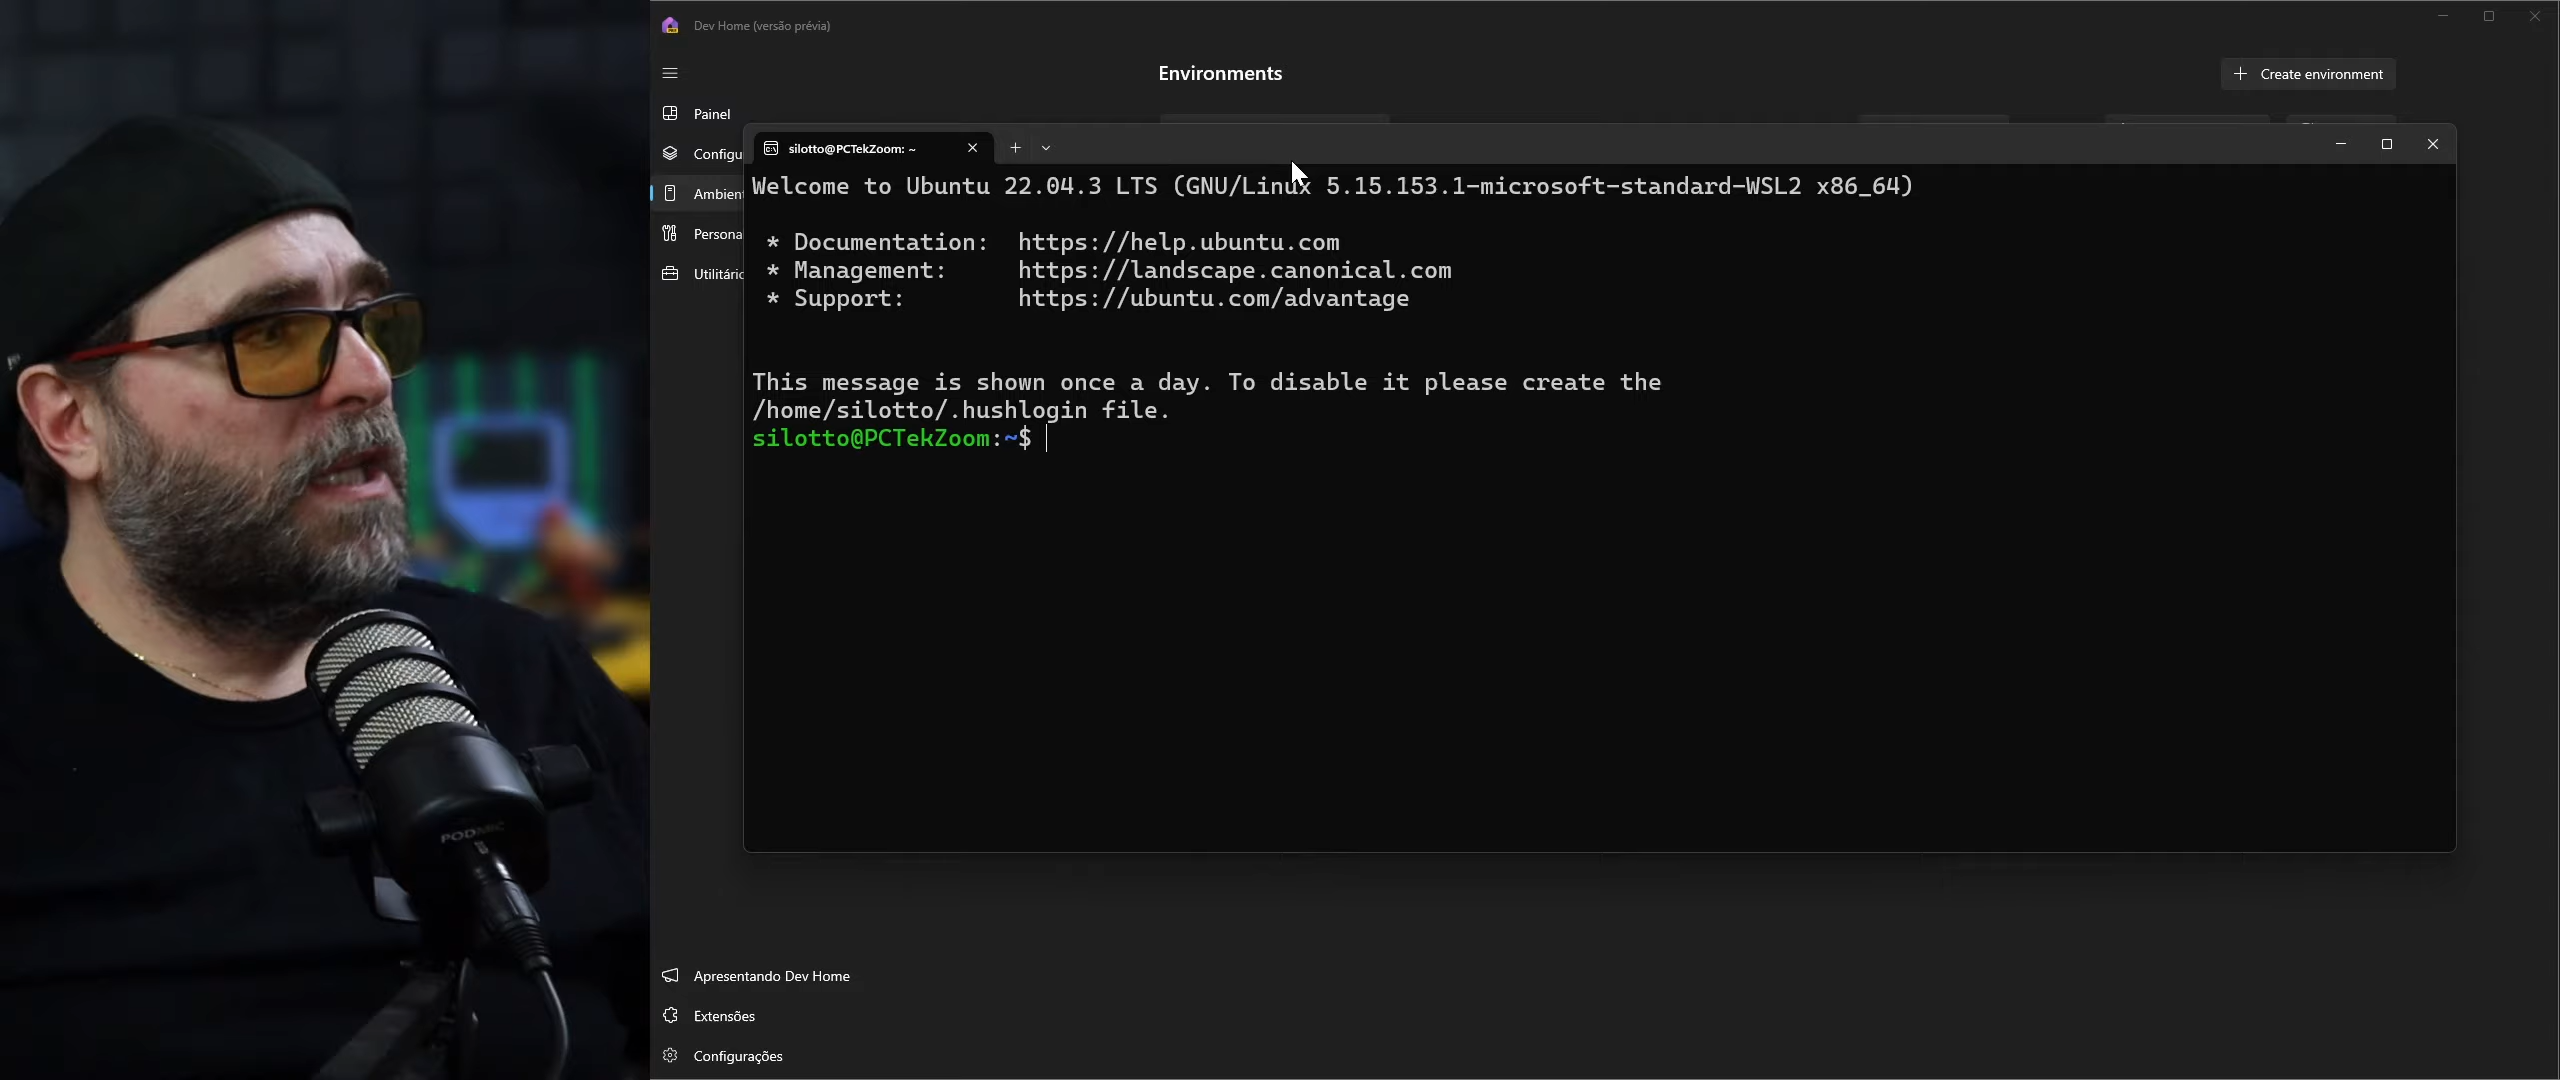 Dev Home (versão prévia)
Environments
Create environment
Painel
silotto@PCTekZoom: ~
Configu
Ambient
Persona
Utilitário
Welcome to Ubuntu 22.04.3 LTS (GNU/Linux 5.15.153.1-microsoft-standard-WSL2 x86_64)
* Documentation: https://help.ubuntu.com
* Management: https://landscape.canonical.com
* Support: https://ubuntu.com/advantage
This message is shown once a day. To disable it please create the
/home/silotto/.hushlogin file.
silotto@PCTekZoom:~$
PODMIC
Apresentando Dev Home
Extensões
Configurações